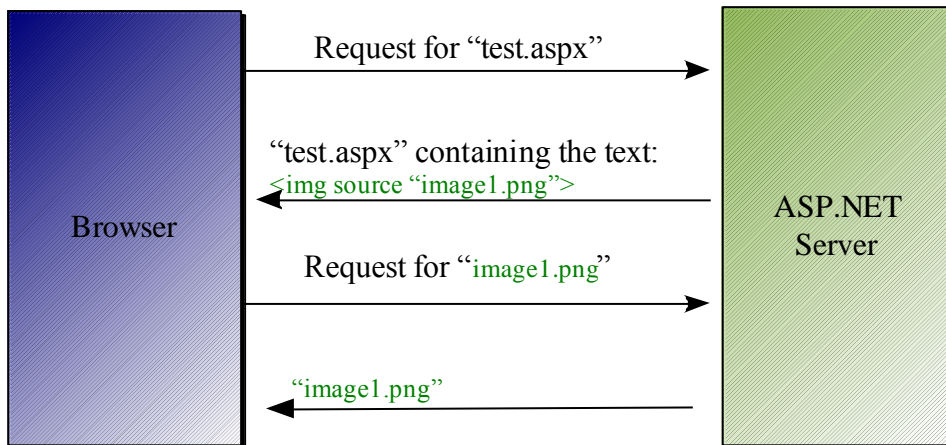 Request for “test.aspx”
“test.aspx” containing the text:
<img source “image1.png”>
Browser
ASP.NET
Server
Request for “image1.png”
“image1.png”